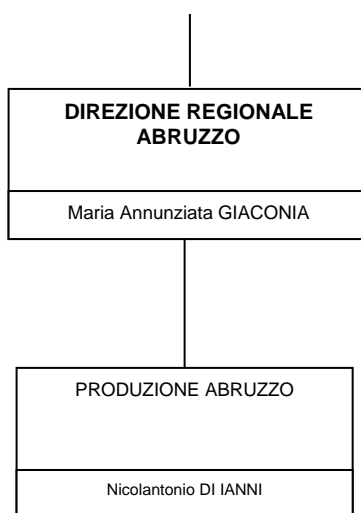 DIREZIONE REGIONALE
ABRUZZO
Maria Annunziata GIACONIA
PRODUZIONE ABRUZZO
Nicolantonio DI IANNI